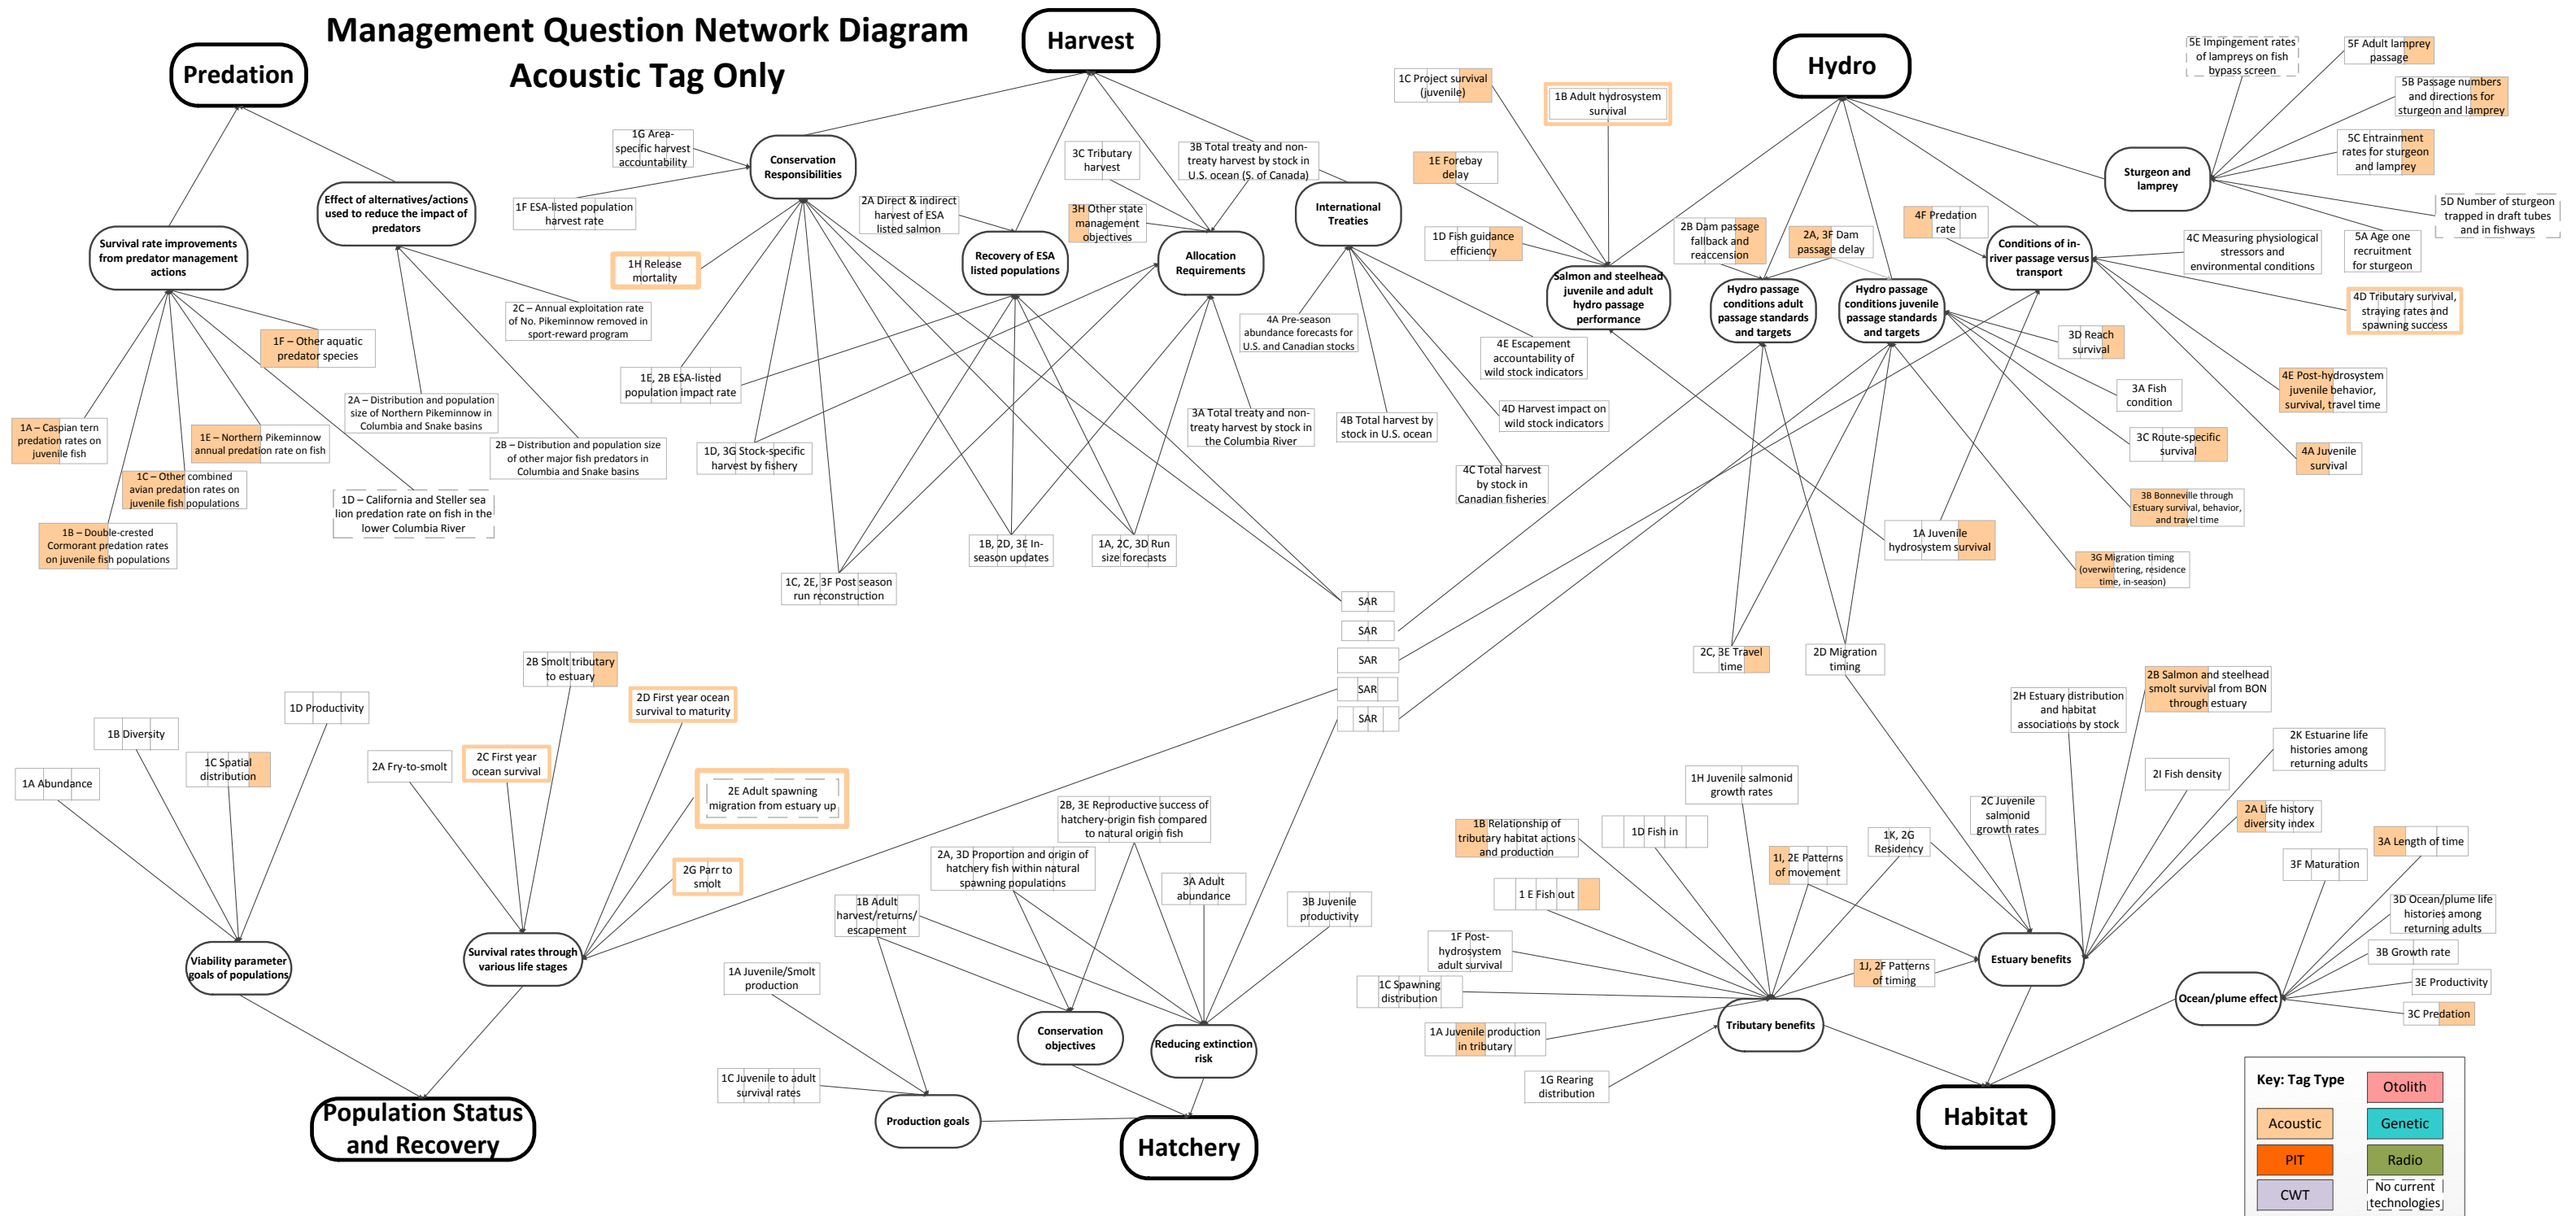 Management Question Network Diagram
Acoustic Tag Only
Predation
Harvest
Hydro
Effect of alternatives/actions
used to reduce the impact of
predators
Survival rate improvements
from predator management
actions
1F – Other aquatic
predator species
1A – Caspian tern
predation rates on
juvenile fish
1E – Northern Pikeminnow
annual predation rate on fish
1C – Other combined
avian predation rates on
juvenile fish populations
1B – Double-crested
Cormorant predation rates
on juvenile fish populations
1D – California and Steller sea
lion predation rate on fish in the
lower Columbia River
2C – Annual exploitation rate
of No. Pikeminnow removed in
sport-reward program
2A – Distribution and population
size of Northern Pikeminnow in
Columbia and Snake basins
2B – Distribution and population size
of other major fish predators in
Columbia and Snake basins
1G Area-
specific harvest
accountability
1F ESA-listed population
harvest rate
Conservation
Responsibilities
1H Release
mortality
1E, 2B ESA-listed
population impact rate
1D, 3G Stock-specific
harvest by fishery
1C, 2E, 3F Post season
run reconstruction
2A Direct & indirect
harvest of ESA
listed salmon
Recovery of ESA
listed populations
1B, 2D, 3E In-
season updates
1A, 2C, 3D Run
size forecasts
3C Tributary
harvest
3B Total treaty and non-
treaty harvest by stock in
U.S. ocean (S. of Canada)
3H Other state
management
objectives
Allocation
Requirements
3A Total treaty and non-
treaty harvest by stock in
the Columbia River
International
Treaties
4A Pre-season
abundance forecasts for
U.S. and Canadian stocks
4E Escapement
accountability of
wild stock indicators
4B Total harvest by
stock in U.S. ocean
4D Harvest impact on
wild stock indicators
4C Total harvest
by stock in
Canadian fisheries
1C Project survival
(juvenile)
1B Adult hydrosystem
survival
1E Forebay
delay
1D Fish guidance
efficiency
Salmon and steelhead
juvenile and adult
hydro passage
performance
2B Dam passage
fallback and
reaccension
2A, 3F Dam
passage delay
Hydro passage
conditions adult
passage standards
and targets
Hydro passage
conditions juvenile
passage standards
and targets
4F Predation
rate
Conditions of in-
river passage versus
transport
Sturgeon and
lamprey
5E Impingement rates
of lampreys on fish
bypass screen
5F Adult lamprey
passage
5B Passage numbers
and directions for
sturgeon and lamprey
5C Entrainment
rates for sturgeon
and lamprey
5D Number of sturgeon
trapped in draft tubes
and in fishways
5A Age one
recruitment
for sturgeon
4C Measuring physiological
stressors and
environmental conditions
4D Tributary survival,
straying rates and
spawning success
3D Reach
survival
3A Fish
condition
4E Post-hydrosystem
juvenile behavior,
survival, travel time
3C Route-specific
survival
4A Juvenile
survival
3B Bonneville through
Estuary survival, behavior,
and travel time
1A Juvenile
hydrosystem survival
3G Migration timing
(overwintering, residence
time, in-season)
SAR
SAR
SAR
SAR
SAR
2C, 3E Travel
time
2D Migration
timing
2B Smolt tributary
to estuary
2D First year ocean
survival to maturity
1D Productivity
1B Diversity
1C Spatial
distribution
1A Abundance
2A Fry-to-smolt
2C First year
ocean survival
2E Adult spawning
migration from estuary up
2G Parr to
smolt
Viability parameter
goals of populations
Survival rates through
various life stages
Population Status
and Recovery
2B, 3E Reproductive success of
hatchery-origin fish compared
to natural origin fish
2A, 3D Proportion and origin of
hatchery fish within natural
spawning populations
3A Adult
abundance
3B Juvenile
productivity
1B Adult
harvest/returns/
escapement
1A Juvenile/Smolt
production
1C Juvenile to adult
survival rates
Conservation
objectives
Reducing extinction
risk
Production goals
Hatchery
1H Juvenile salmonid
growth rates
1B Relationship of
tributary habitat actions
and production
1D Fish in
1 E Fish out
1I, 2E Patterns
of movement
1K, 2G
Residency
1F Post-
hydrosystem
adult survival
1C Spawning
distribution
1J, 2F Patterns
of timing
1A Juvenile production
in tributary
1G Rearing
distribution
Tributary benefits
2H Estuary distribution
and habitat
associations by stock
2B Salmon and steelhead
smolt survival from BON
through estuary
2K Estuarine life
histories among
returning adults
2I Fish density
2C Juvenile
salmonid
growth rates
2A Life history
diversity index
Estuary benefits
3A Length of time
3F Maturation
3D Ocean/plume life
histories among
returning adults
3B Growth rate
3E Productivity
3C Predation
Ocean/plume effect
Habitat
Key: Tag Type
Otolith
Acoustic
Genetic
PIT
Radio
CWT
No current
technologies